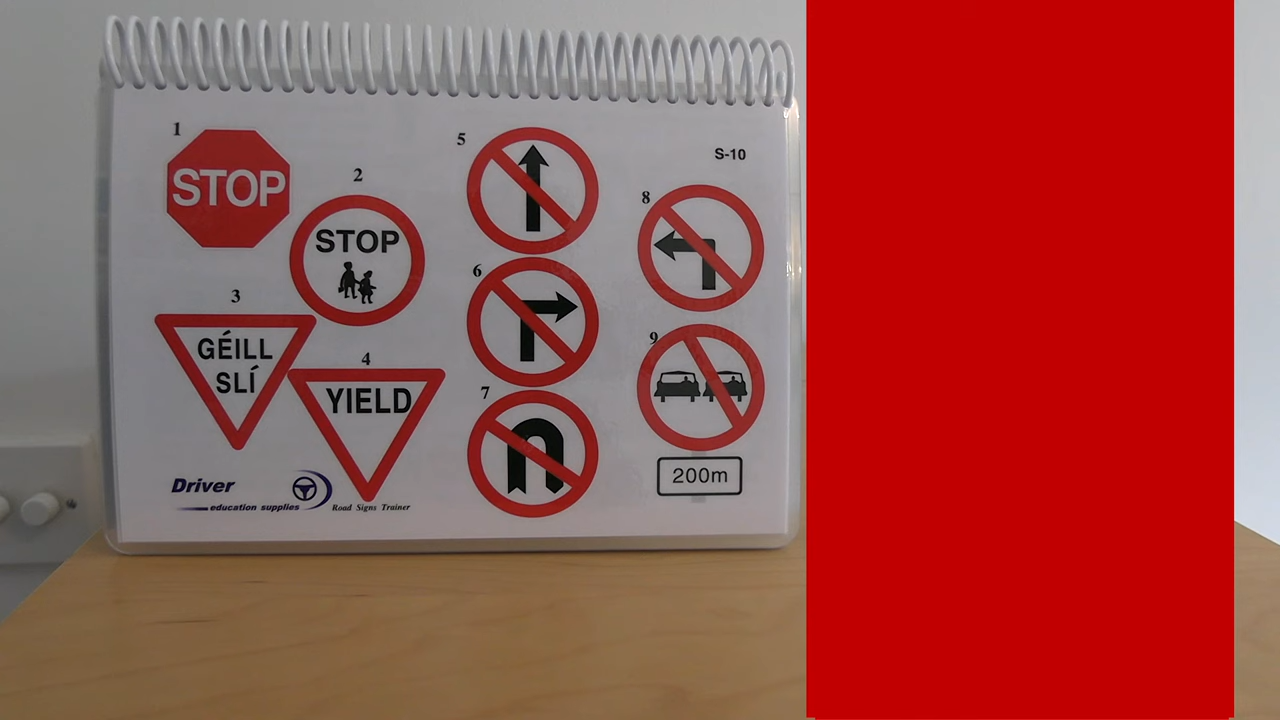 1
STOP
2
STOP
3
GÉILL
SLÍ
4
YIELD
5
6
7
S-10
8
9
200m
Driver
education supplies
Road Signs Trainer